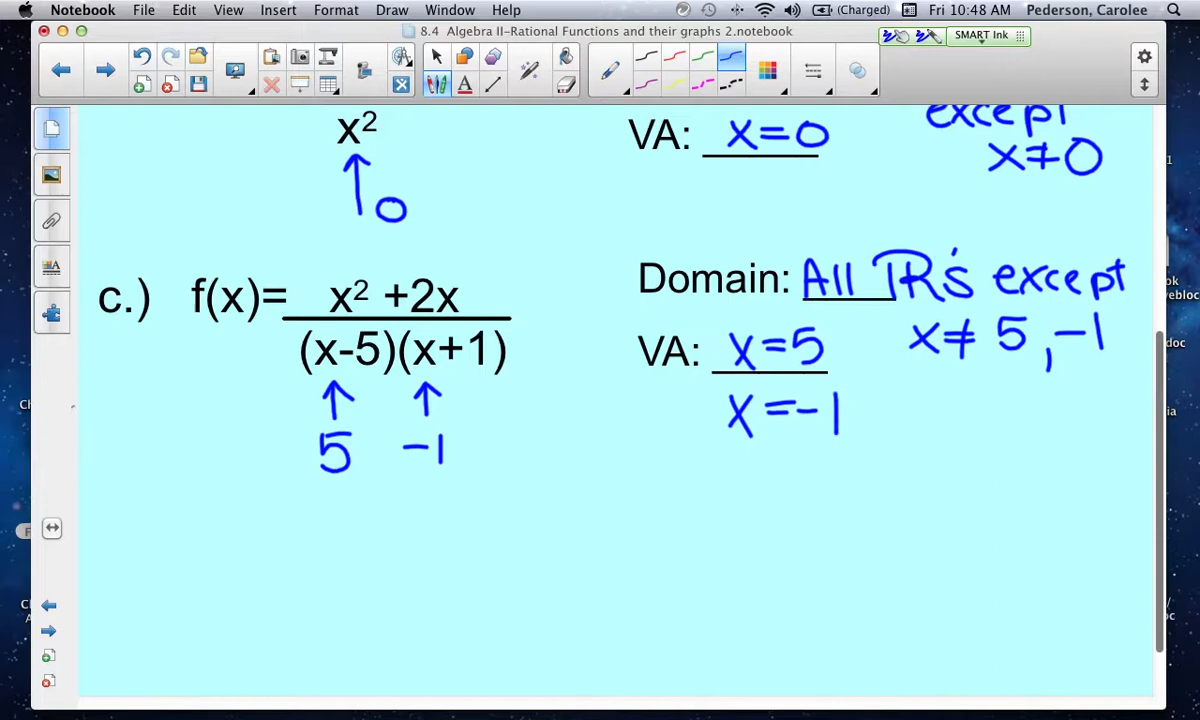 Notebook File Edit View Insert Format Draw Window Help (Charged) Fri 10:48 AM Pederson, Carolee
8.4 Algebra II-Rational Functions and their graphs 2.notebook
SMART Ink
x²
0
VA: x=0
except
x≠0
c.) f(x)= x² +2x
(x-5)(x+1)
5 -1
Domain: All IR's except
x≠ 5, -1
VA: x=5
x=-1